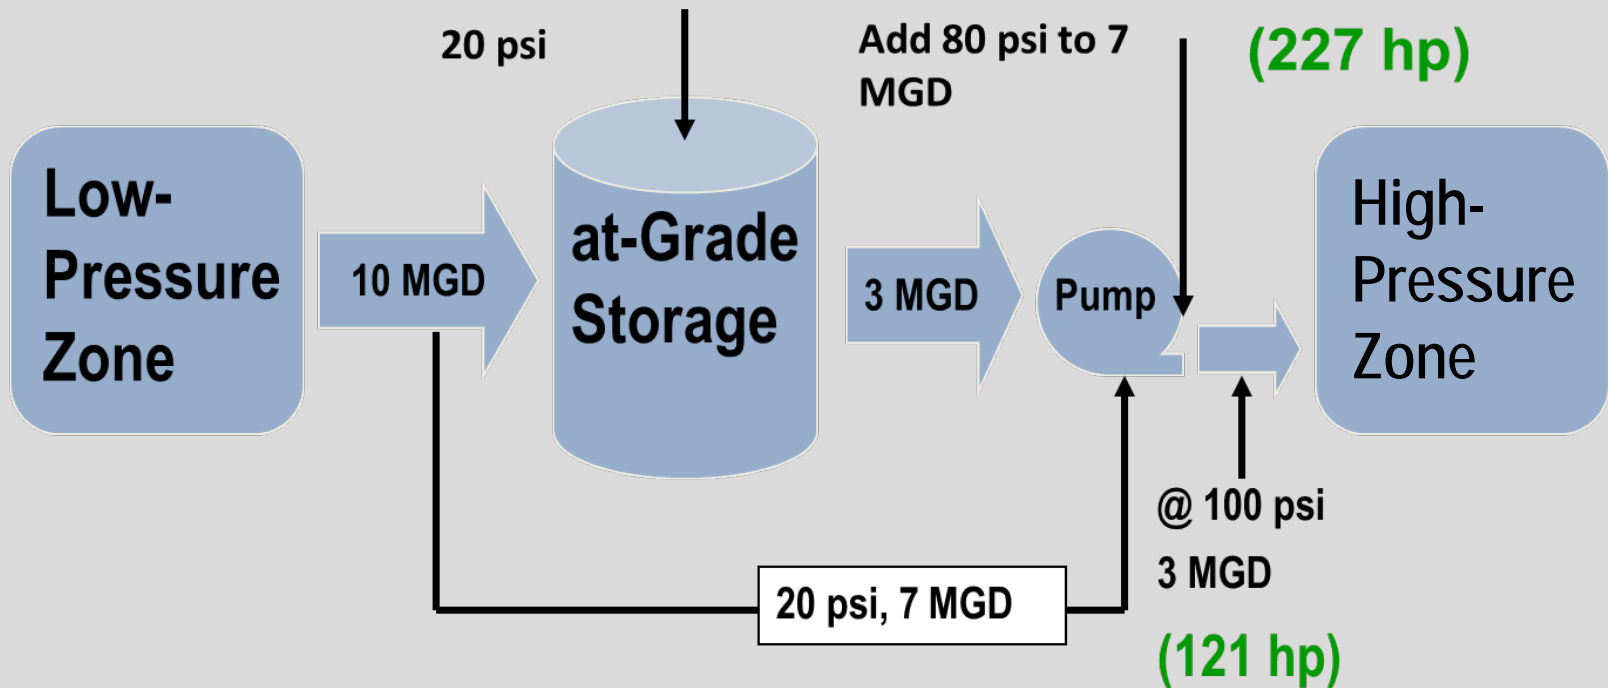 20 psi
Add 80 psi to 7
MGD
(227 hp)
Low-
Pressure
Zone
10 MGD
at-Grade
Storage
3 MGD
Pump
High-
Pressure
Zone
@ 100 psi
3 MGD
(121 hp)
20 psi, 7 MGD